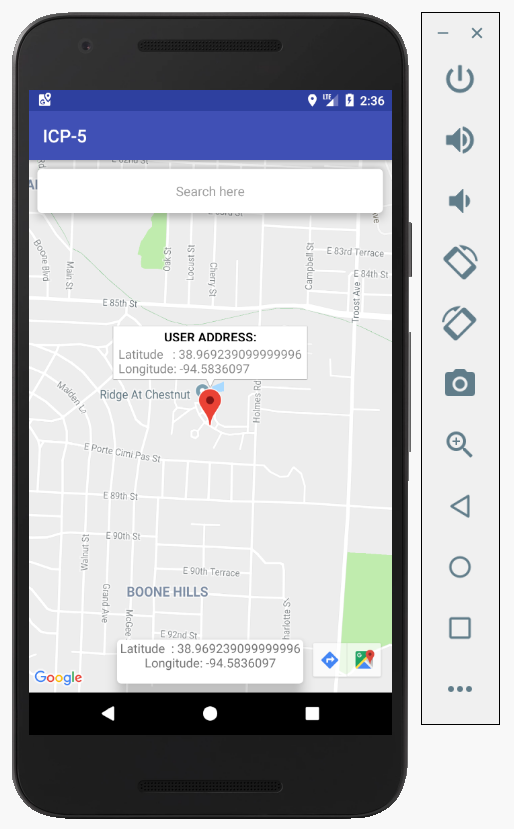 LTE 2:36
ICP-5
E 82nd St
Search here
E 83rd St
Boone Blvd
Main St
Oak St
Locust St
Cherry St
Campbell St
E 83rd Terrace
E 84th St
Troost Ave
E 85th St
USER ADDRESS:
Latitude : 38.969239099999996
Longitude: -94.5836097
Ridge At Chestnut
Maiden Ln
Holmes Rd
E Porte Cimi Pas St
E 89th St
E 90th St
Walnut St
E 90th Terrace
Grand Ave
BOONE HILLS
McGee
E 92nd St
harlotte S
Latitude : 38.969239099999996
Longitude: -94.5836097
Google